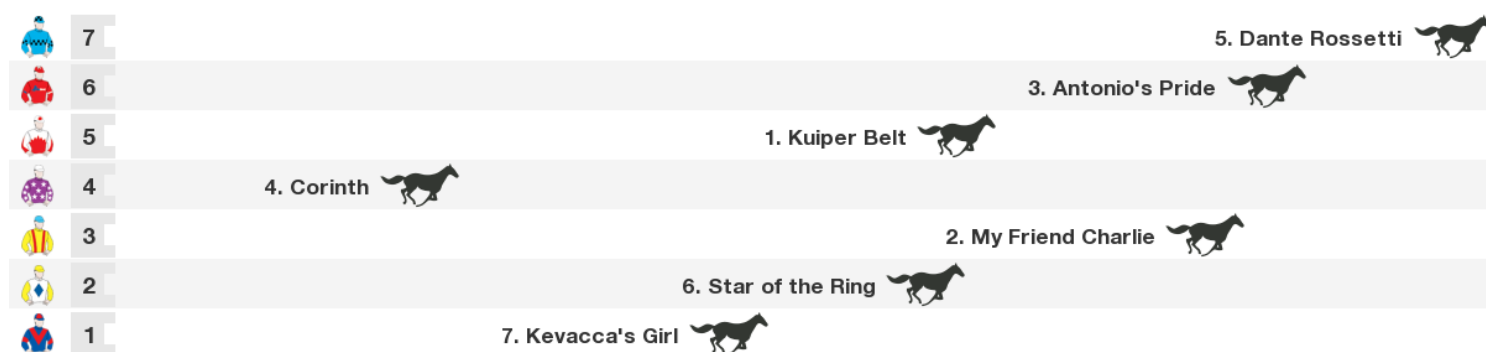 7 5. Dante Rossetti
6 3. Antonio's Pride
5 1. Kuiper Belt
4 4. Corinth
3 2. My Friend Charlie
2 6. Star of the Ring
1 7. Kevacca's Girl